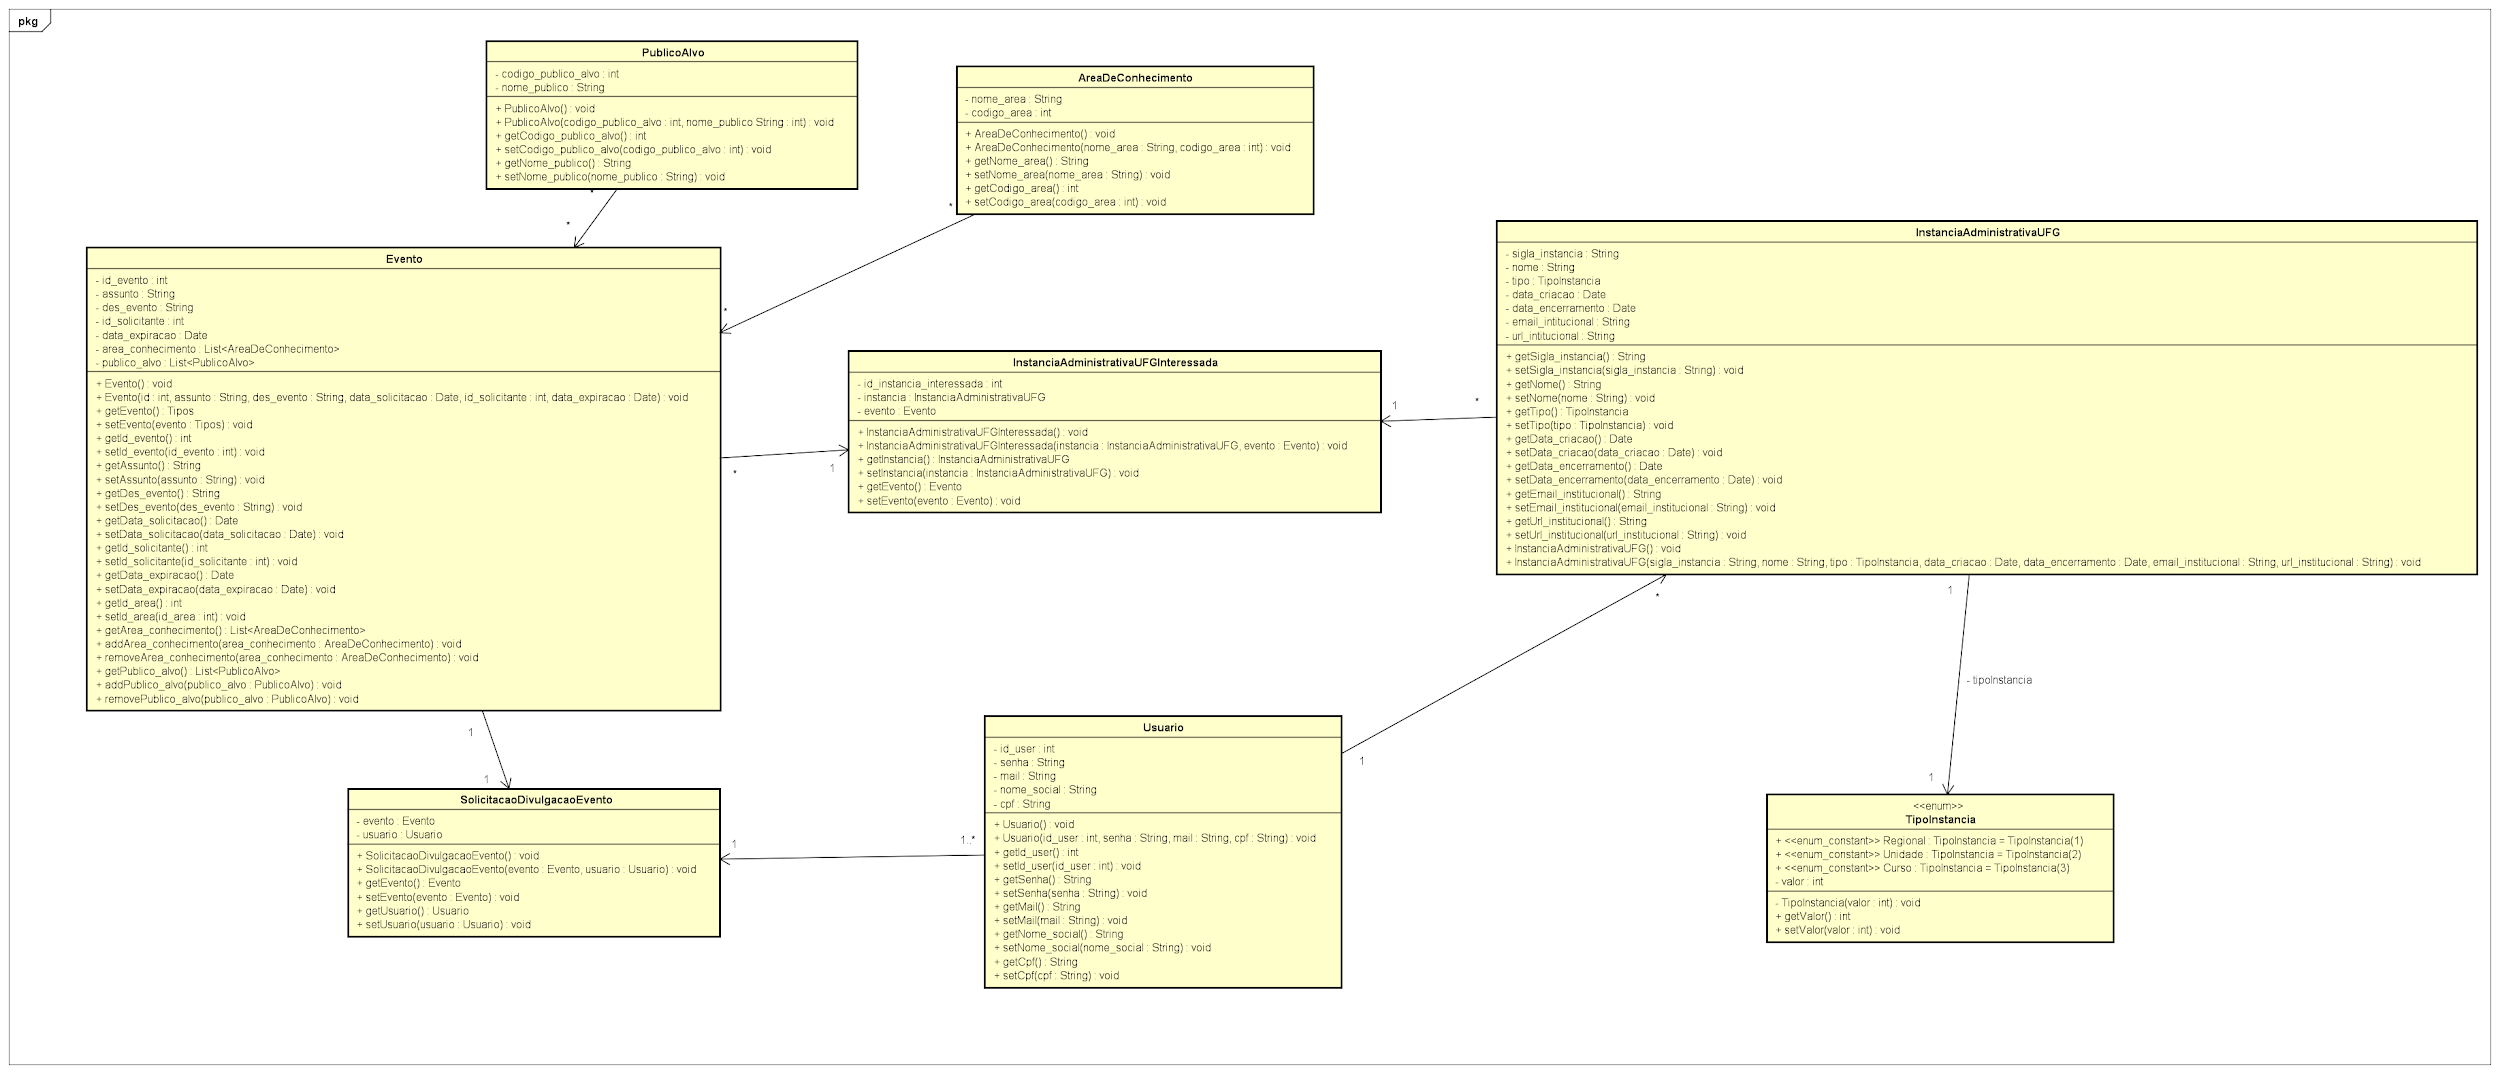 pkg
PublicoAlvo
- codigo_publico_alvo : int
- nome_publico : String
+ PublicoAlvo() : void
+ PublicoAlvo(codigo_publico_alvo : int, nome_publico String : int) : void
+ getCodigo_publico_alvo() : int
+ setCodigo_publico_alvo(codigo_publico_alvo : int) : void
+ getNome_publico() : String
+ setNome_publico(nome_publico : String) : void
*
*
AreaDeConhecimento
- nome_area : String
- codigo_area : int
+ AreaDeConhecimento() : void
+ AreaDeConhecimento(nome_area : String, codigo_area : int) : void
+ getNome_area() : String
+ setNome_area(nome_area : String) : void
+ getCodigo_area() : int
+ setCodigo_area(codigo_area : int) : void
*
*
Evento
- id_evento : int
- assunto : String
- des_evento : String
- id_solicitante : int
- data_expiracao : Date
- area_conhecimento : List<AreaDeConhecimento>
- publico_alvo : List<PublicoAlvo>
+ Evento() : void
+ Evento(id : int, assunto : String, des_evento : String, data_solicitacao : Date, id_solicitante : int, data_expiracao : Date) : void
+ getEvento() : Tipos
+ setEvento(evento : Tipos) : void
+ getId_evento() : int
+ setId_evento(id_evento : int) : void
+ getAssunto() : String
+ setAssunto(assunto : String) : void
+ getDes_evento() : String
+ setDes_evento(des_evento : String) : void
+ getData_solicitacao() : Date
+ setData_solicitacao(data_solicitacao : Date) : void
+ getId_solicitante() : int
+ setId_solicitante(id_solicitante : int) : void
+ getData_expiracao() : Date
+ setData_expiracao(data_expiracao : Date) : void
+ getId_area() : int
+ setId_area(id_area : int) : void
+ getArea_conhecimento() : List<AreaDeConhecimento>
+ addArea_conhecimento(area_conhecimento : AreaDeConhecimento) : void
+ removeArea_conhecimento(area_conhecimento : AreaDeConhecimento) : void
+ getPublico_alvo() : List<PublicoAlvo>
+ addPublico_alvo(publico_alvo : PublicoAlvo) : void
+ removePublico_alvo(publico_alvo : PublicoAlvo) : void
*
1
InstanciaAdministrativaUFGInteressada
- id_instancia_interessada : int
- instancia : InstanciaAdministrativaUFG
- evento : Evento
+ InstanciaAdministrativaUFGInteressada() : void
+ InstanciaAdministrativaUFGInteressada(instancia : InstanciaAdministrativaUFG, evento : Evento) : void
+ getInstancia() : InstanciaAdministrativaUFG
+ setInstancia(instancia : InstanciaAdministrativaUFG) : void
+ getEvento() : Evento
+ setEvento(evento : Evento) : void
1
*
InstanciaAdministrativaUFG
- sigla_instancia : String
- nome : String
- tipo : TipoInstancia
- data_criacao : Date
- data_encerramento : Date
- email_intitucional : String
- url_intitucional : String
+ getSigla_instancia() : String
+ setSigla_instancia(sigla_instancia : String) : void
+ getNome() : String
+ setNome(nome : String) : void
+ getTipo() : TipoInstancia
+ setTipo(tipo : TipoInstancia) : void
+ getData_criacao() : Date
+ setData_criacao(data_criacao : Date) : void
+ getData_encerramento() : Date
+ setData_encerramento(data_encerramento : Date) : void
+ getEmail_institucional() : String
+ setEmail_institucional(email_institucional : String) : void
+ getUrl_institucional() : String
+ setUrl_institucional(url_institucional : String) : void
+ InstanciaAdministrativaUFG() : void
+ InstanciaAdministrativaUFG(sigla_instancia : String, nome : String, tipo : TipoInstancia, data_criacao : Date, data_encerramento : Date, email_institucional : String, url_institucional : String) : void
*
1
1
- tipoInstancia
1
1
1
SolicitacaoDivulgacaoEvento
- evento : Evento
- usuario : Usuario
+ SolicitacaoDivulgacaoEvento() : void
+ SolicitacaoDivulgacaoEvento(evento : Evento, usuario : Usuario) : void
+ getEvento() : Evento
+ setEvento(evento : Evento) : void
+ getUsuario() : Usuario
+ setUsuario(usuario : Usuario) : void
1
1..*
Usuario
- id_user : int
- senha : String
- mail : String
- nome_social : String
- cpf : String
+ Usuario() : void
+ Usuario(id_user : int, senha : String, mail : String, cpf : String) : void
+ getId_user() : int
+ setId_user(id_user : int) : void
+ getSenha() : String
+ setSenha(senha : String) : void
+ getMail() : String
+ setMail(mail : String) : void
+ getNome_social() : String
+ setNome_social(nome_social : String) : void
+ getCpf() : String
+ setCpf(cpf : String) : void
<<enum>>
TipoInstancia
+ <<enum_constant>> Regional : TipoInstancia = TipoInstancia(1)
+ <<enum_constant>> Unidade : TipoInstancia = TipoInstancia(2)
+ <<enum_constant>> Curso : TipoInstancia = TipoInstancia(3)
- valor : int
- TipoInstancia(valor : int) : void
+ getValor() : int
+ setValor(valor : int) : void